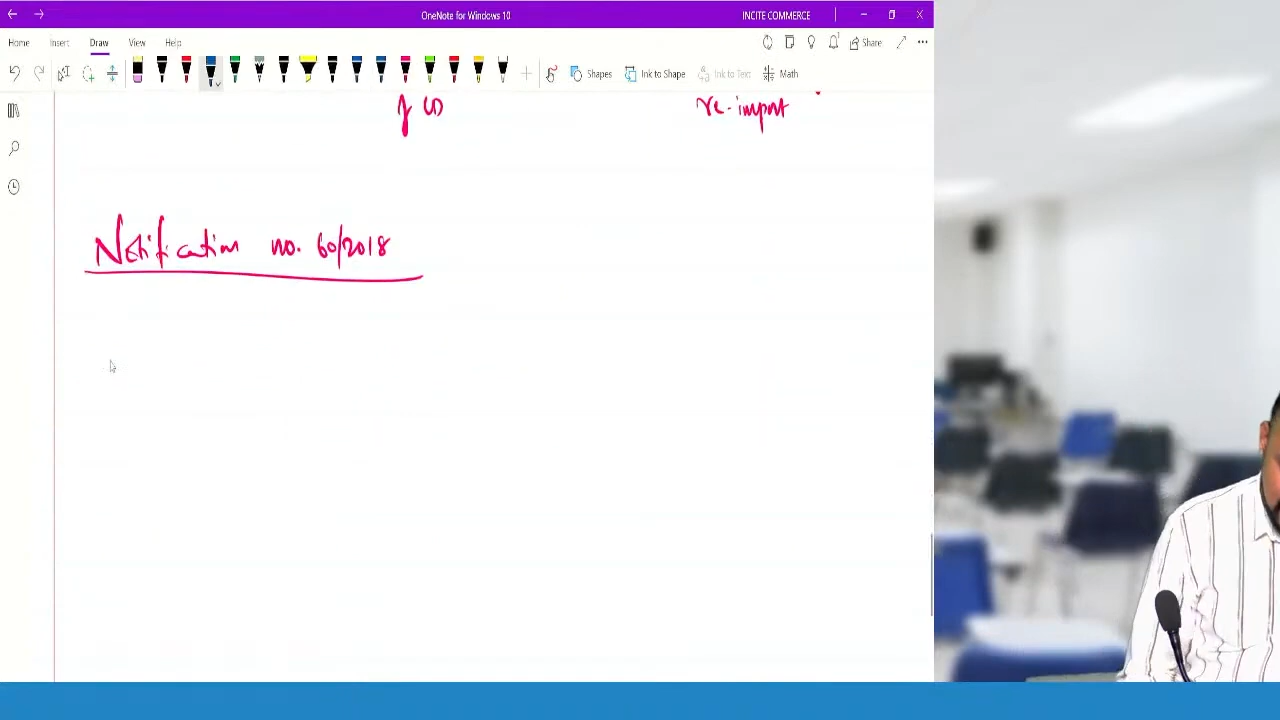 OneNote for Windows 10
INCITE COMMERCE
Home Insert Draw View Help
Share
Shapes
Ink to Shape
Ink to Text
Math
re-import
Notification no. 60/2018